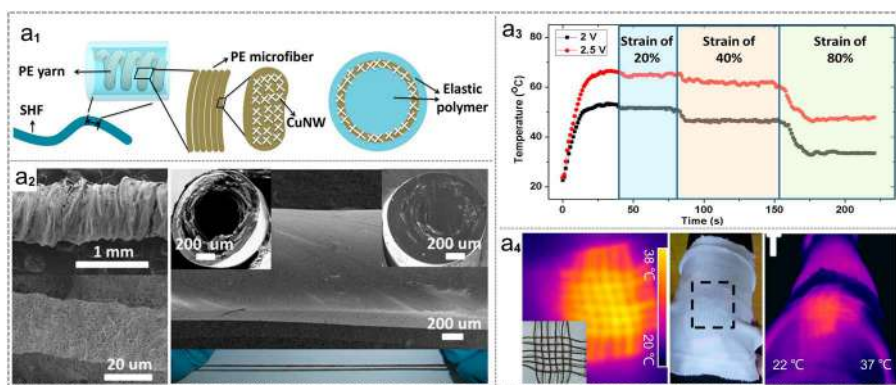 a1
PE yarn
SHF
PE microfiber
CuNW
Elastic
polymer
a2
1 mm
20 um
200 um
200 um
200 um
a3
Temperature (°C)
60
40
20
2 V
2.5 V
Strain of
20%
Strain of
40%
Strain of
80%
0
50
100
150
200
Time (s)
a4
38 ℃
20 ℃
22 ℃
37 ℃